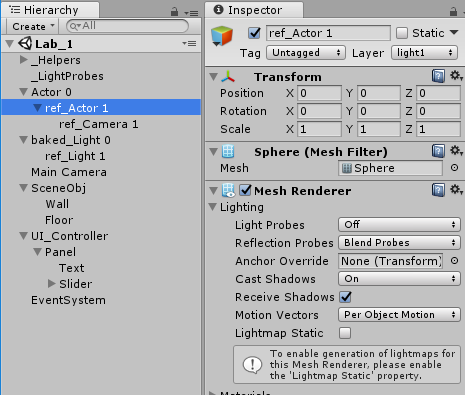 Hierarchy
Create
All
Lab_1
_Helpers
_LightProbes
Actor 0
ref_Actor 1
ref_Camera 1
baked_Light 0
ref_Light 1
Main Camera
SceneObj
Wall
Floor
UI_Controller
Panel
Text
Slider
EventSystem
Inspector
ref_Actor 1
Static
Tag Untagged Layer light1
Transform
Position X 0 Y 0 Z 0
Rotation X 0 Y 0 Z 0
Scale X 1 Y 1 Z 1
Sphere (Mesh Filter)
Mesh Sphere
Mesh Renderer
Lighting
Light Probes Off
Reflection Probes Blend Probes
Anchor Override None (Transform)
Cast Shadows On
Receive Shadows
Motion Vectors Per Object Motion
Lightmap Static
To enable generation of lightmaps for
this Mesh Renderer, please enable
the 'Lightmap Static' property.
Materials